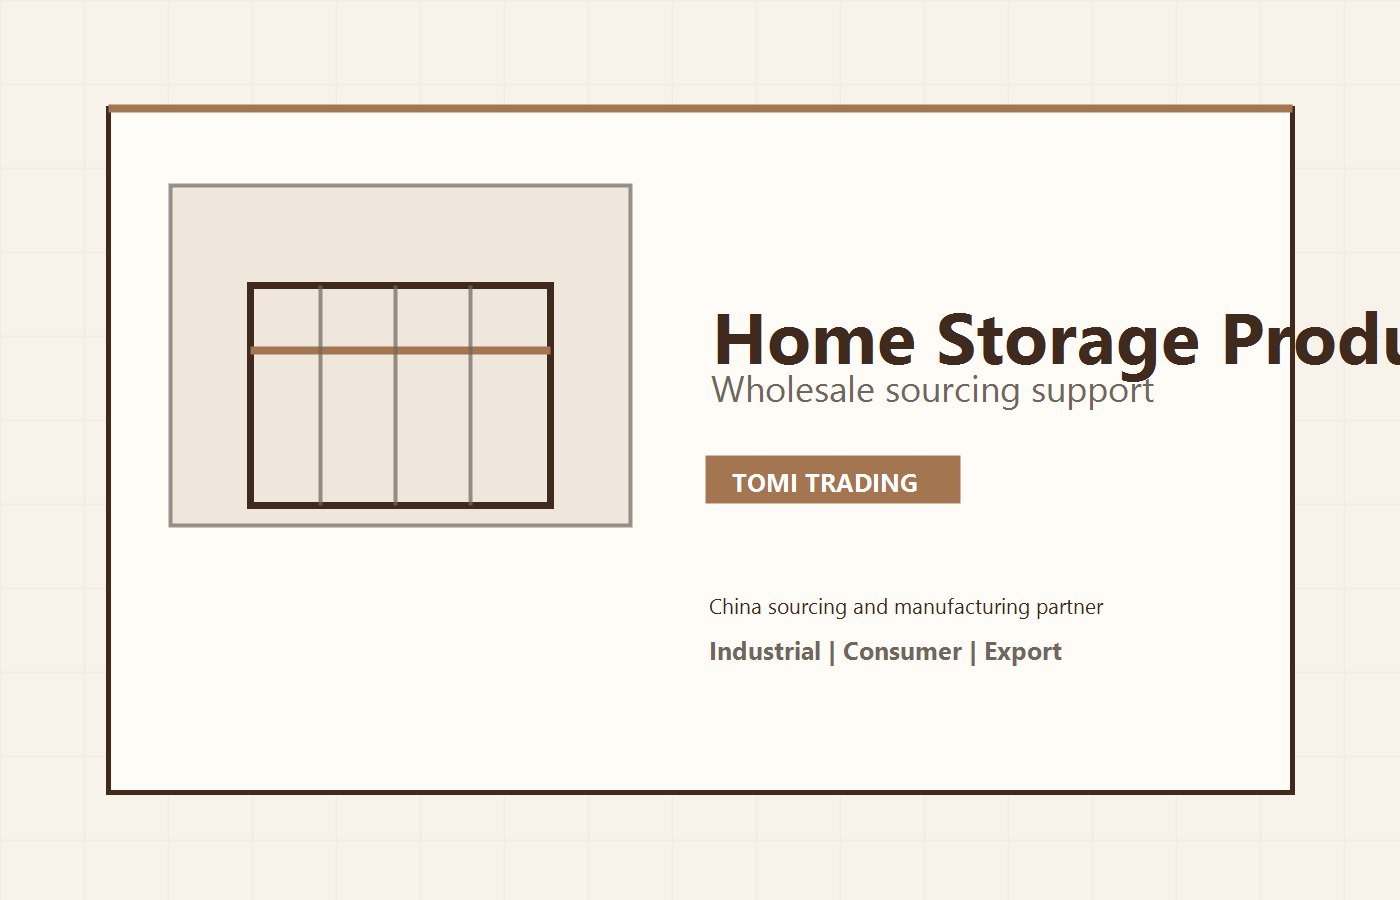 Home Storage Produ
Wholesale sourcing support
TOMI TRADING
China sourcing and manufacturing partner
Industrial | Consumer | Export